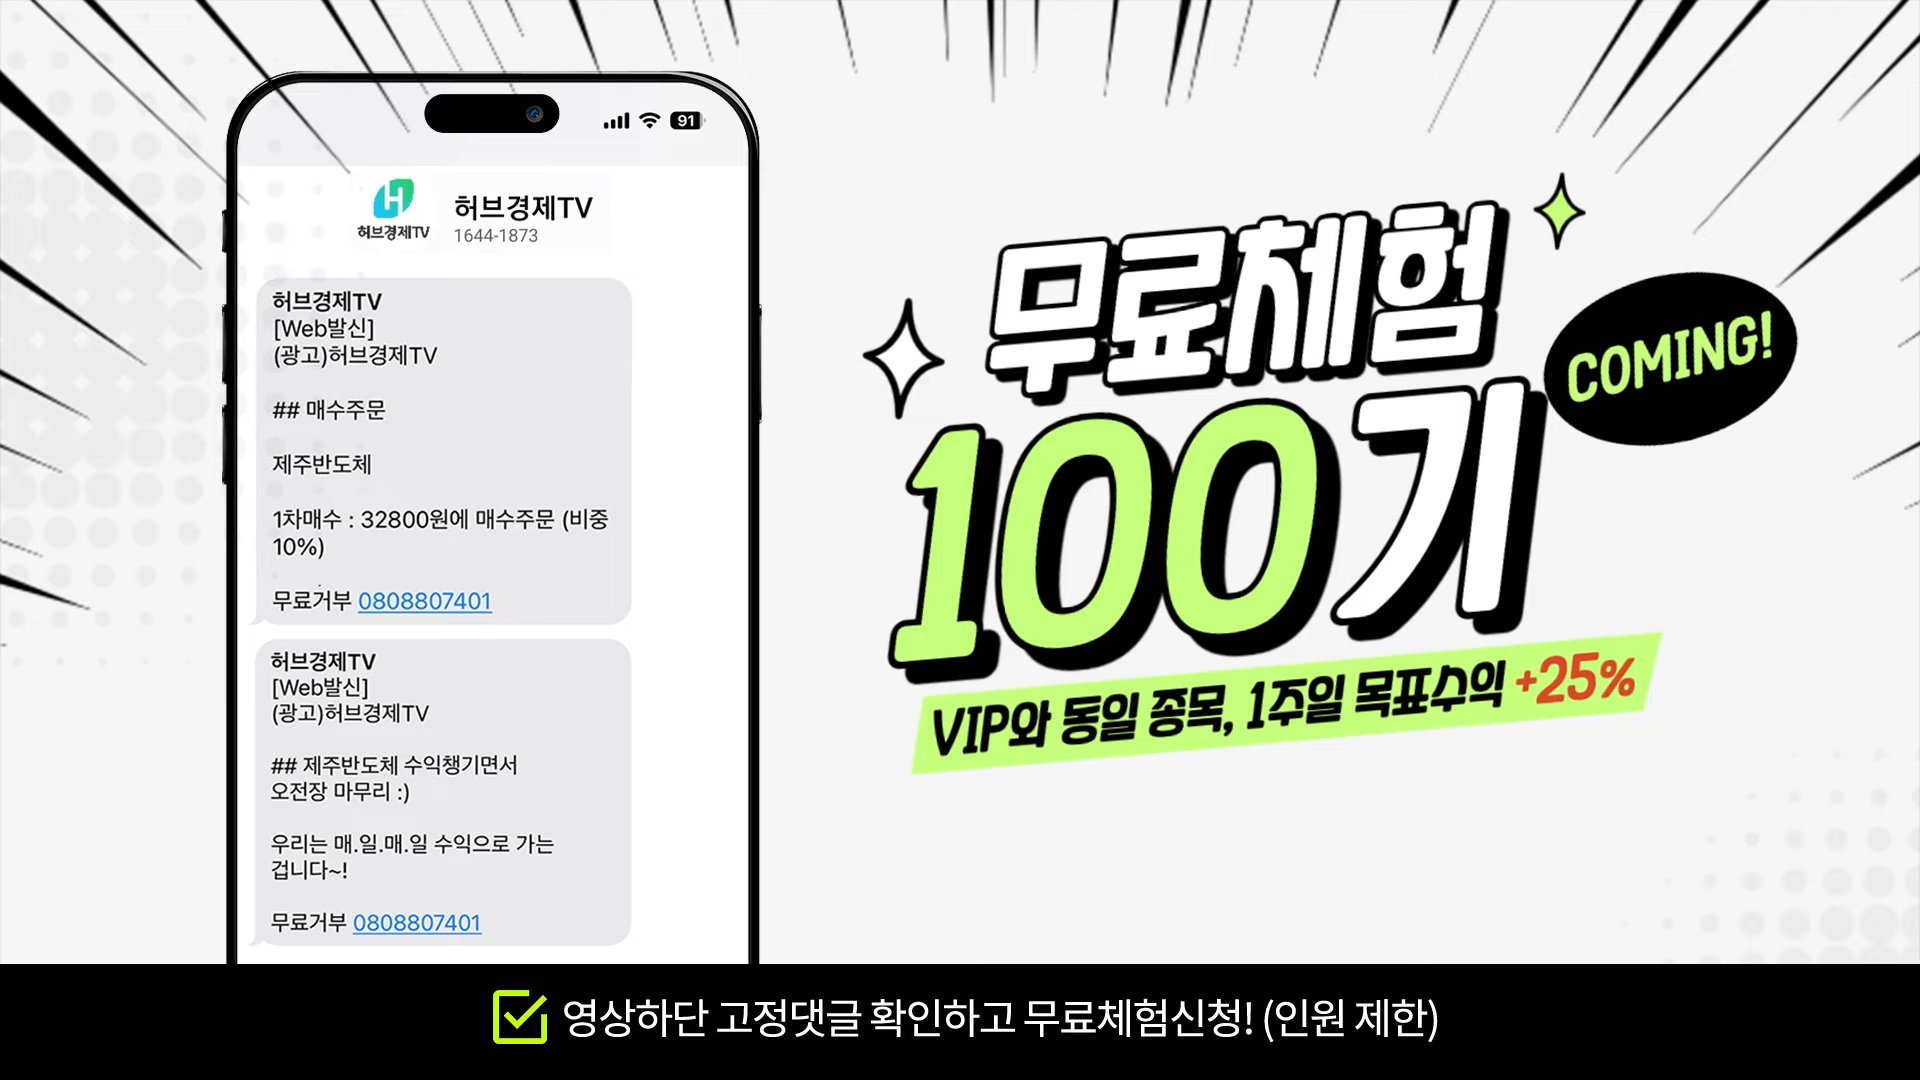 91
허브경제TV
허브경제TV
1644-1873
허브경제TV
[Web발신]
(광고)허브경제TV
## 매수주문
제주반도체
1차매수 : 32800원에 매수주문 (비중
10%)
무료거부 0808807401
허브경제TV
[Web발신]
(광고)허브경제TV
## 제주반도체 수익챙기면서
오전장 마무리 :)
우리는 매.일.매.일 수익으로 가는
겁니다~!
무료거부 0808807401
무료체험
100기
COMING!
VIP와 동일 종목, 1주일 목표수익 +25%
영상하단 고정댓글 확인하고 무료체험신청! (인원 제한)